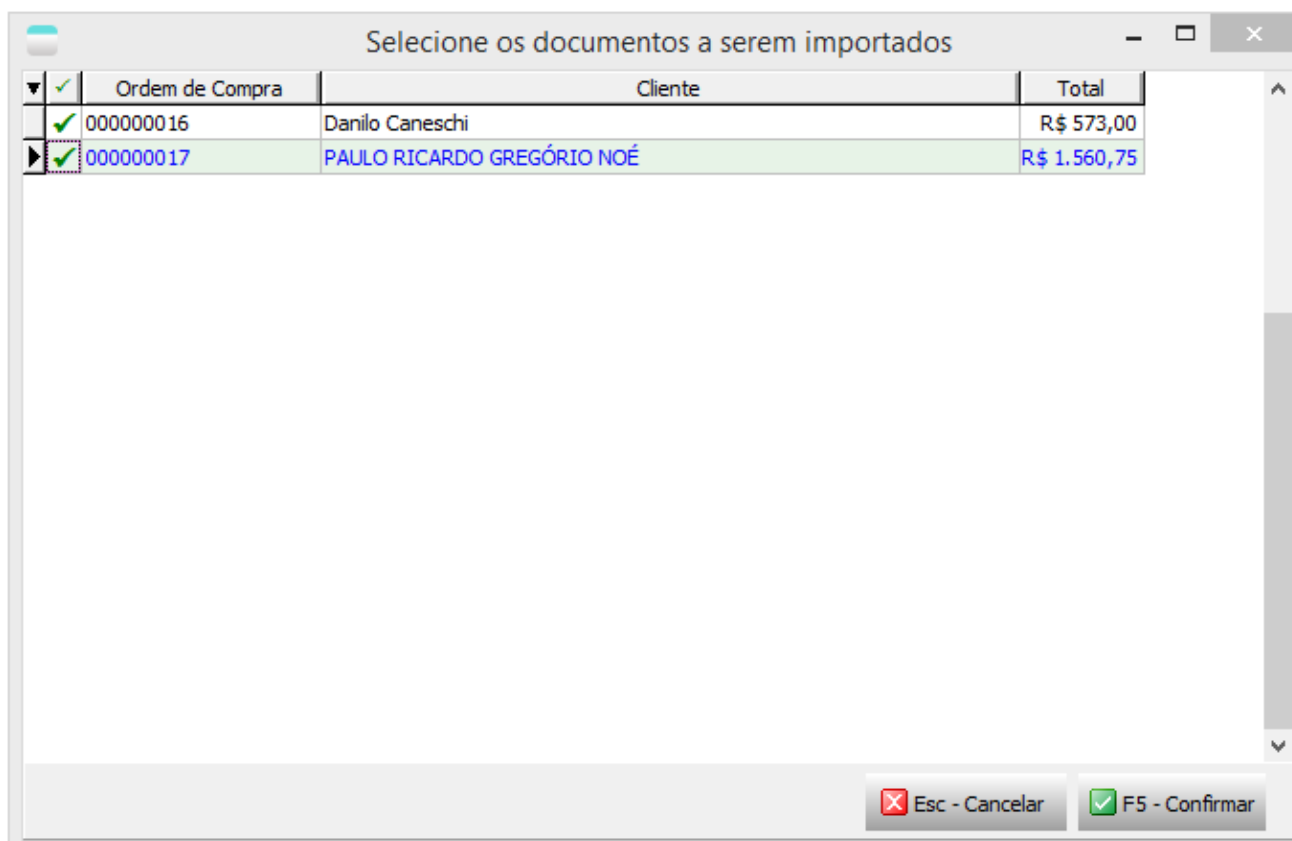 Selecione os documentos a serem importados
Ordem de Compra Cliente Total
000000016 Danilo Caneschi R$ 573,00
000000017 PAULO RICARDO GREGÓRIO NOÉ R$ 1.560,75
Esc - Cancelar F5 - Confirmar